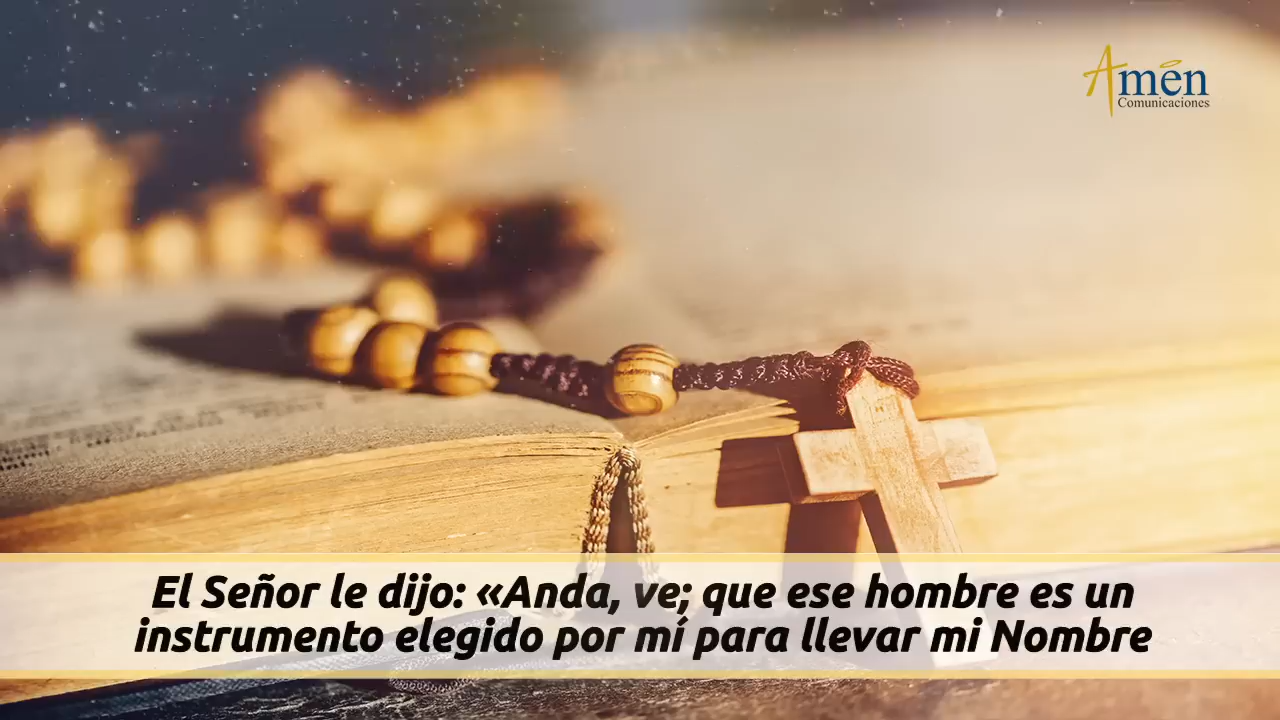 Amén
Comunicaciones
El Señor le dijo: «Anda, ve; que ese hombre es un
instrumento elegido por mí para llevar mi Nombre